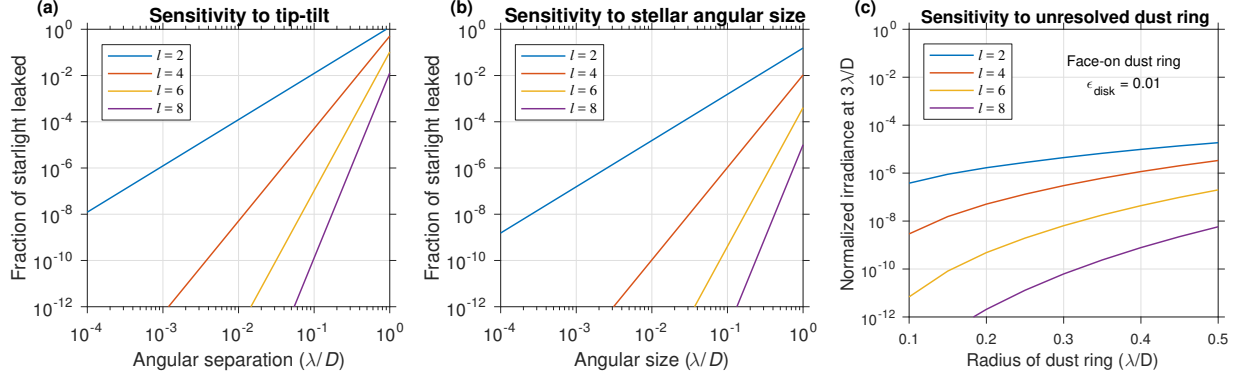 (a)
Sensitivity to tip-tilt
l = 2
l = 4
l = 6
l = 8
Fraction of starlight leaked
10^0
10^-2
10^-4
10^-6
10^-8
10^-10
10^-12
10^-4
10^-3
10^-2
10^-1
10^0
Angular separation (λ/D)
(b)
Sensitivity to stellar angular size
l = 2
l = 4
l = 6
l = 8
Fraction of starlight leaked
10^0
10^-2
10^-4
10^-6
10^-8
10^-10
10^-12
10^-4
10^-3
10^-2
10^-1
10^0
Angular size (λ/D)
(c)
Sensitivity to unresolved dust ring
l = 2
l = 4
l = 6
l = 8
Face-on dust ring
ϵ_disk = 0.01
Normalized irradiance at 3λ/D
10^0
10^-2
10^-4
10^-6
10^-8
10^-10
10^-12
0.1
0.2
0.3
0.4
0.5
Radius of dust ring (λ/D)